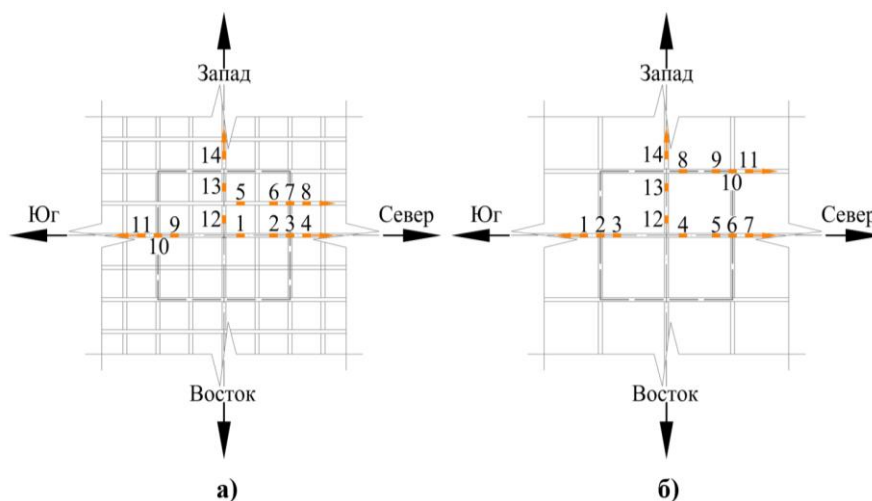 Запад Запад
14 14 8 9 11
13 5 6 7 8 13 10
Юг 11 9 12 1 2 3 4 Север Юг 1 2 3 12 4 5 6 7 Север
10
Восток Восток
а) б)